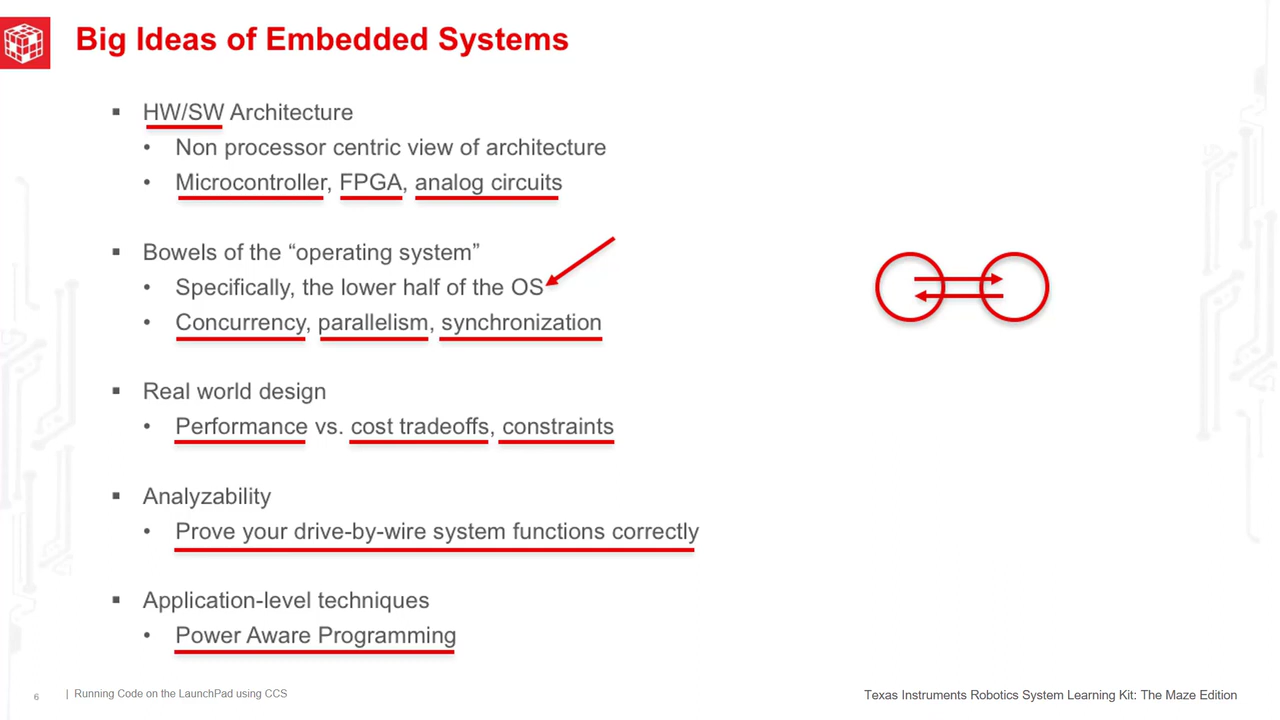 Big Ideas of Embedded Systems
▪ HW/SW Architecture
• Non processor centric view of architecture
• Microcontroller, FPGA, analog circuits
▪ Bowels of the “operating system”
• Specifically, the lower half of the OS
• Concurrency, parallelism, synchronization
▪ Real world design
• Performance vs. cost tradeoffs, constraints
▪ Analyzability
• Prove your drive-by-wire system functions correctly
▪ Application-level techniques
• Power Aware Programming
6 | Running Code on the LaunchPad using CCS
Texas Instruments Robotics System Learning Kit: The Maze Edition